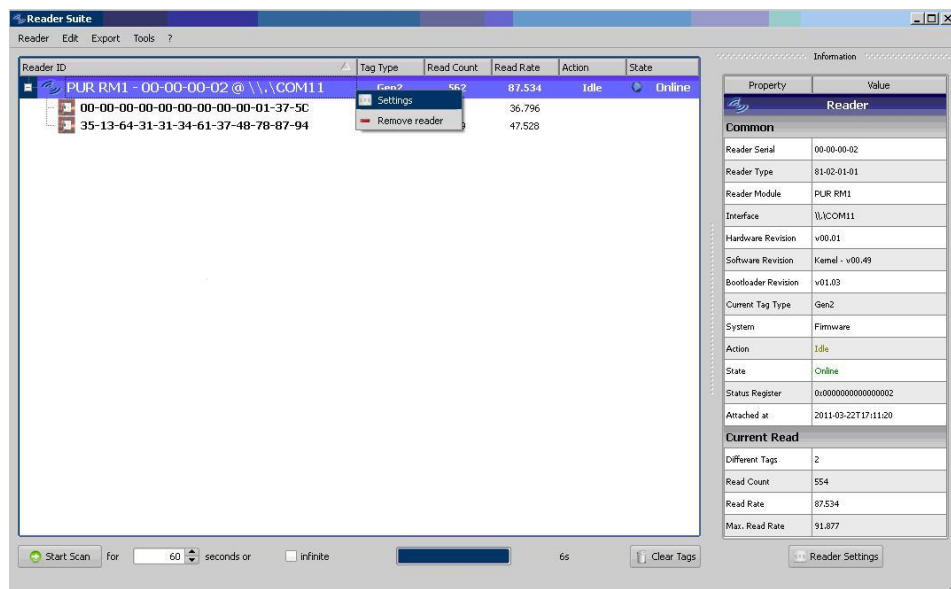 Reader Suite
Reader Edit Export Tools ?
Reader ID Tag Type Read Count Read Rate Action State
PUR RM1 - 00-00-00-02 @ \\.\COM11 Gen2 562 87.534 Idle Online
00-00-00-00-00-00-00-00-00-01-37-5C 36.796
35-13-64-31-31-34-61-37-48-78-87-94 47.528
Settings
Remove reader
Start Scan for 60 seconds or infinite 6s Clear Tags
Information
Property Value
Reader
Common
Reader Serial 00-00-00-02
Reader Type 81-02-01-01
Reader Module PUR RM1
Interface \\.\COM11
Hardware Revision v00.01
Software Revision Kernel - v00.49
Bootloader Revision v01.03
Current Tag Type Gen2
System Firmware
Action Idle
State Online
Status Register 0x0000000000000002
Attached at 2011-03-22T17:11:20
Current Read
Different Tags 2
Read Count 554
Read Rate 87.534
Max. Read Rate 91.877
Reader Settings